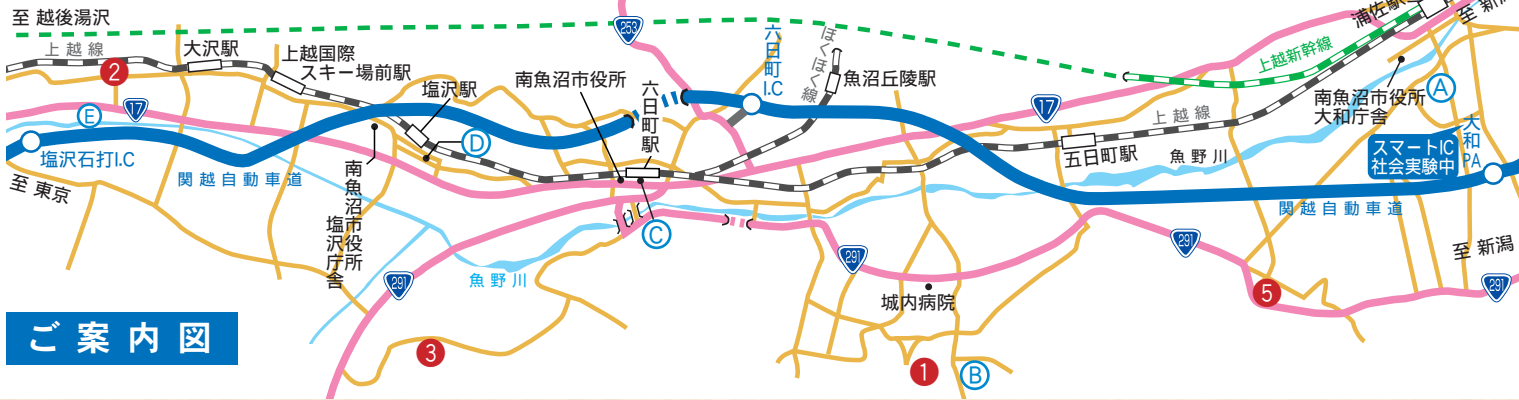 至 越後湯沢
上越線
大沢駅
上越国際
スキー場前駅
2
17
E
塩沢石打I.C
至 東京
関越自動車道
塩沢駅
D
南魚沼市役所
塩沢庁舎
南魚沼市役所
六日町駅
C
253
六日町I.C
ほくほく線
魚沼丘陵駅
17
上越新幹線
浦佐駅
南魚沼市役所
大和庁舎
A
上越線
五日町駅
魚野川
スマートIC
社会実験中
大和PA
関越自動車道
至 新潟
291
291
291
291
魚野川
城内病院
5
3
1
B
ご案内図